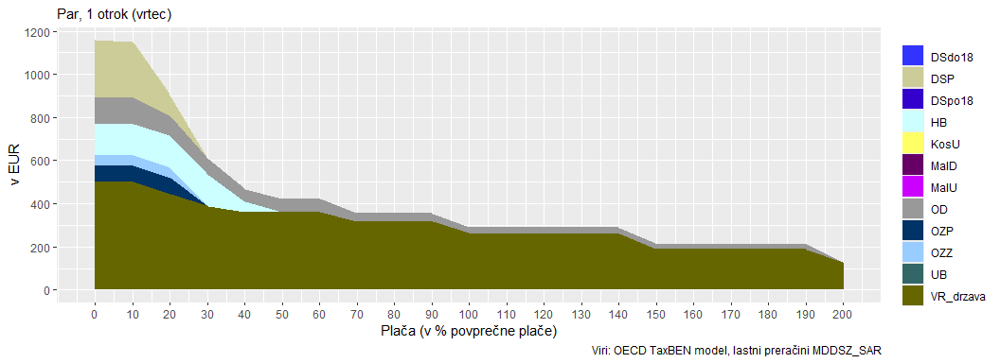 Par, 1 otrok (vrtec)
v EUR
1200
1000
800
600
400
200
0
0 10 20 30 40 50 60 70 80 90 100 110 120 130 140 150 160 170 180 190 200
Plača (v % povprečne plače)
DSdo18
DSP
DSpo18
HB
KosU
MalD
MalU
OD
OZP
OZZ
UB
VR_drzava
Viri: OECD TaxBEN model, lastni preračini MDDSZ_SAR